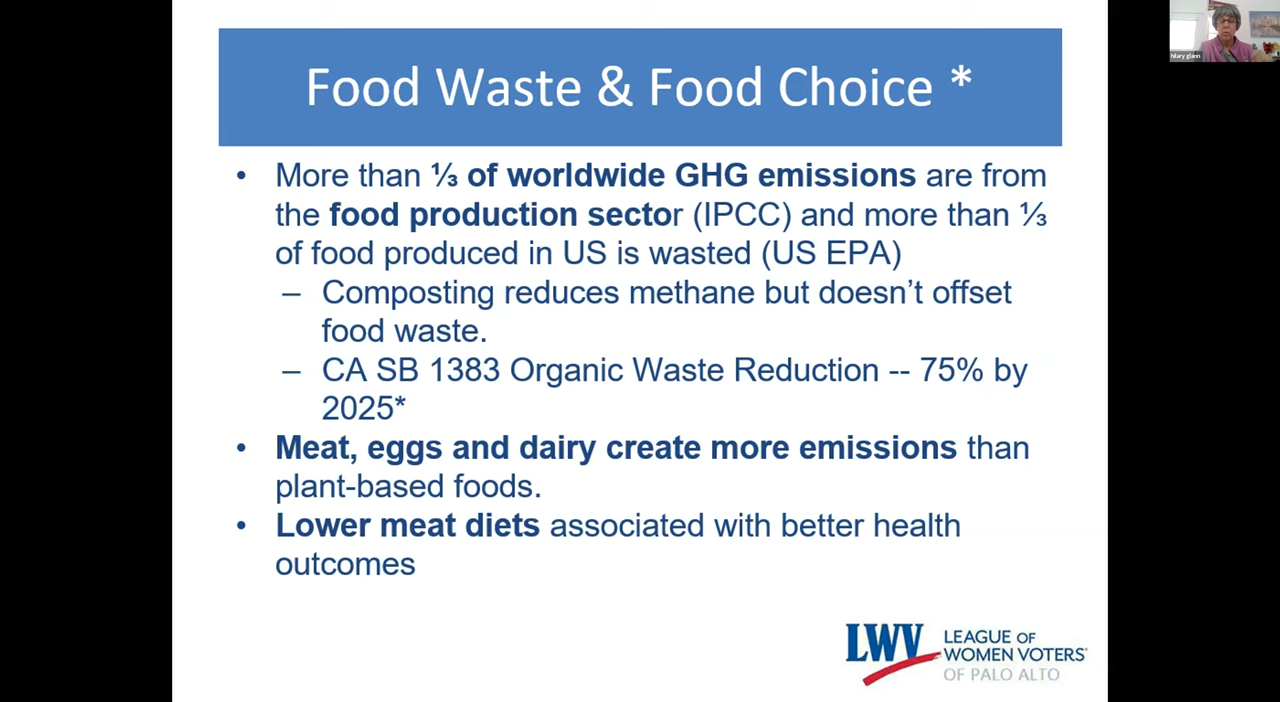 Food Waste & Food Choice *
• More than ⅓ of worldwide GHG emissions are from
the food production sector (IPCC) and more than ⅓
of food produced in US is wasted (US EPA)
– Composting reduces methane but doesn’t offset
food waste.
– CA SB 1383 Organic Waste Reduction -- 75% by
2025*
• Meat, eggs and dairy create more emissions than
plant-based foods.
• Lower meat diets associated with better health
outcomes
LWV LEAGUE OF
WOMEN VOTERS®
OF PALO ALTO
hilary glann